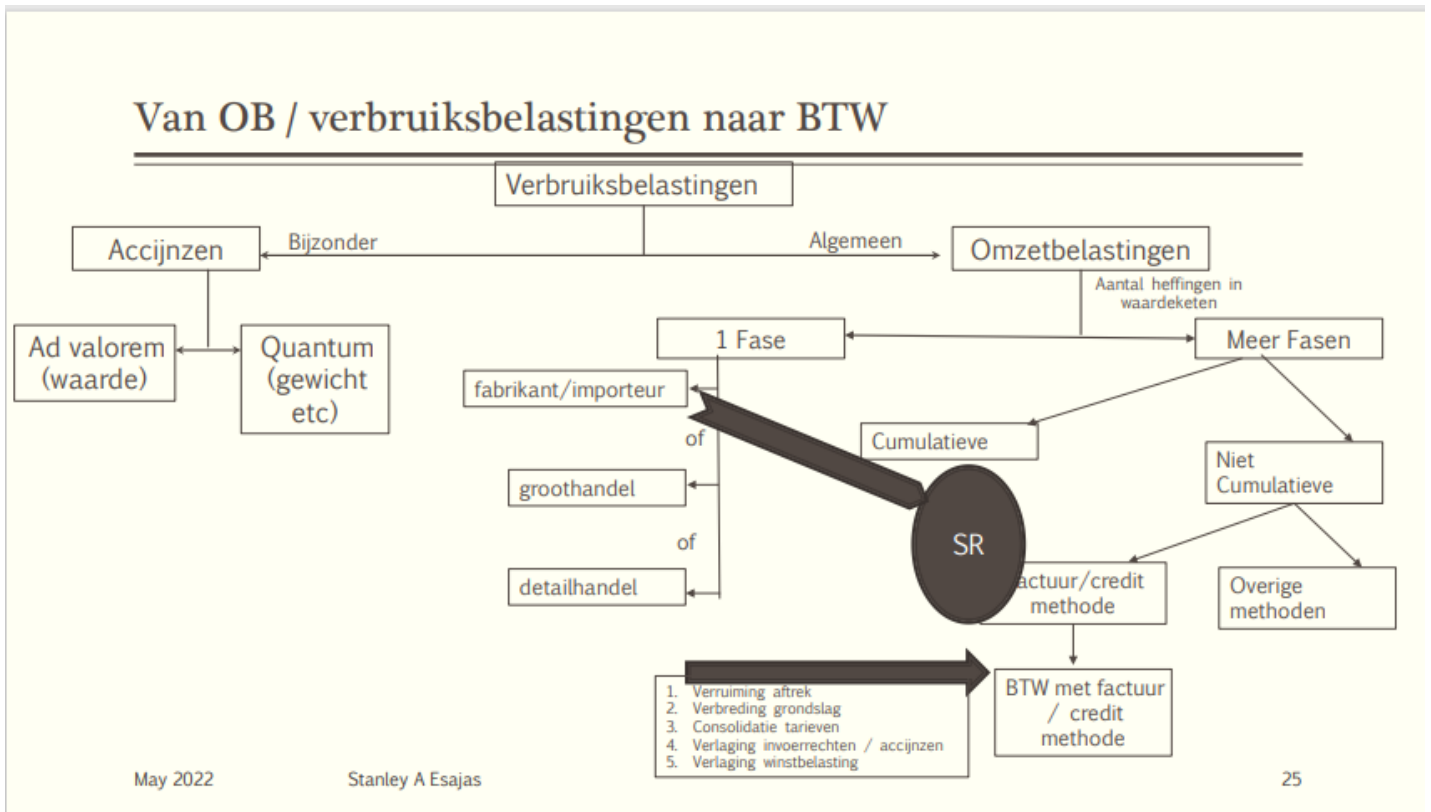 Van OB / verbruiksbelastingen naar BTW
Verbruiksbelastingen
Accijnzen
Bijzonder
Algemeen
Omzetbelastingen
Aantal heffingen in
waardeketen
Ad valorem
(waarde)
Quantum
(gewicht
etc)
1 Fase
Meer Fasen
fabrikant/importeur
of
groothandel
of
detailhandel
Cumulatieve
Niet
Cumulatieve
SR
actuur/credit
methode
Overige
methoden
1. Verruiming aftrek
2. Verbreding grondslag
3. Consolidatie tarieven
4. Verlaging invoerrechten / accijnzen
5. Verlaging winstbelasting
BTW met factuur
/ credit
methode
May 2022
Stanley A Esajas
25